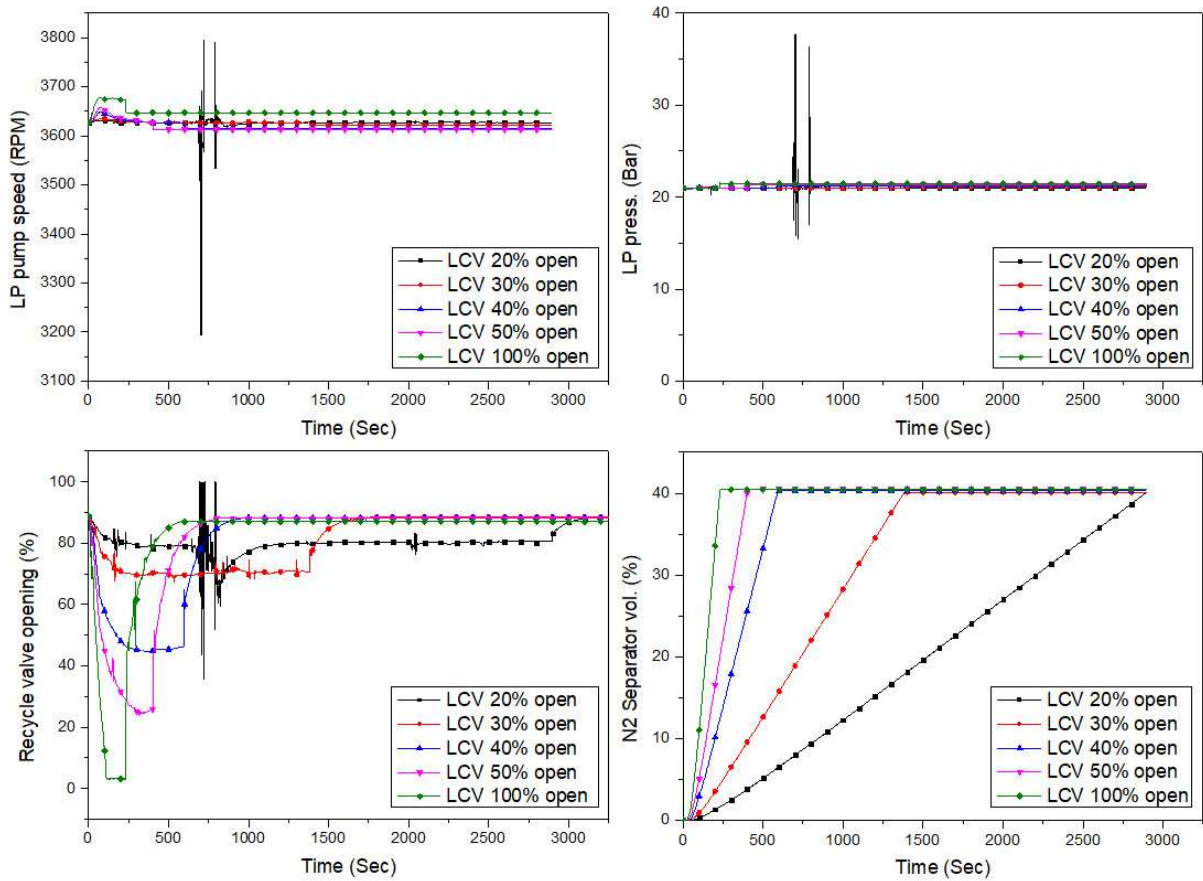 3800
3700
3600
3500
3400
3300
3200
3100
LP pump speed (RPM)
0 500 1000 1500 2000 2500 3000
Time (Sec)
LCV 20% open
LCV 30% open
LCV 40% open
LCV 50% open
LCV 100% open
40
30
20
10
0
LP press. (Bar)
0 500 1000 1500 2000 2500 3000
Time (Sec)
LCV 20% open
LCV 30% open
LCV 40% open
LCV 50% open
LCV 100% open
100
80
60
40
20
0
Recycle valve opening (%)
0 500 1000 1500 2000 2500 3000
Time (Sec)
LCV 20% open
LCV 30% open
LCV 40% open
LCV 50% open
LCV 100% open
40
30
20
10
0
N2 Separator vol. (%)
0 500 1000 1500 2000 2500 3000
Time (Sec)
LCV 20% open
LCV 30% open
LCV 40% open
LCV 50% open
LCV 100% open